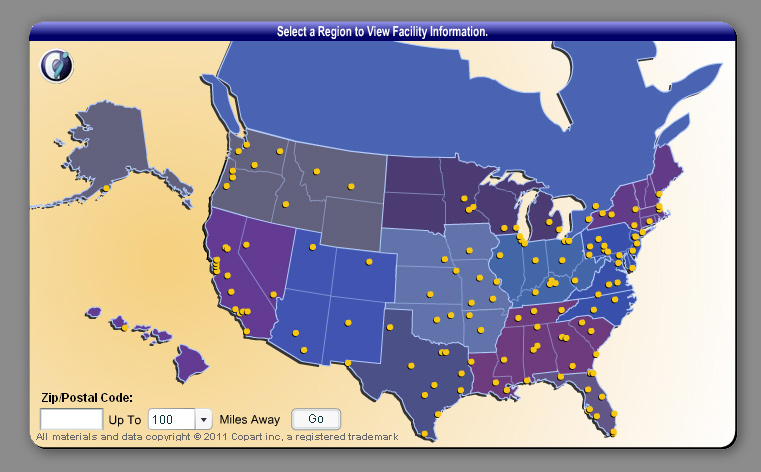 Select a Region to View Facility Information.
Zip/Postal Code:
Up To 100 Miles Away Go
All materials and data copyright © 2011 Copart inc, a registered trademark